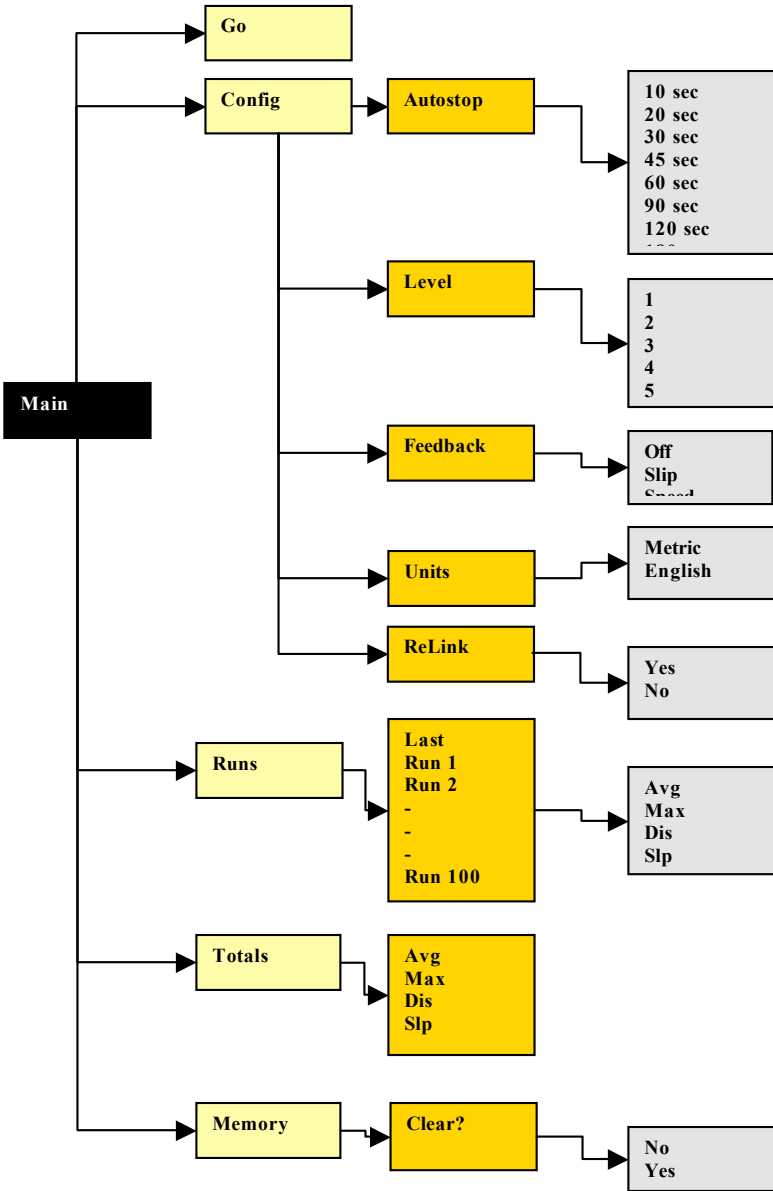 Go
Config
Autostop
10 sec
20 sec
30 sec
45 sec
60 sec
90 sec
120 sec
Level
1
2
3
4
5
Main
Feedback
Off
Slip
Units
Metric
English
ReLink
Yes
No
Runs
Last
Run 1
Run 2
-
-
-
Run 100
Avg
Max
Dis
Slp
Totals
Avg
Max
Dis
Slp
Memory
Clear?
No
Yes